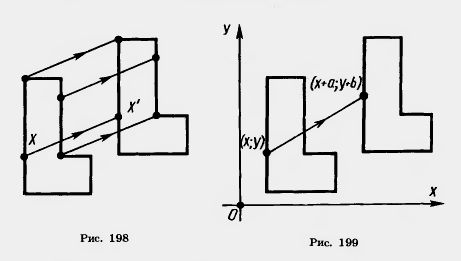 X
X'
Рис. 198
y
(x+a;y+b)
(x;y)
O
x
Рис. 199